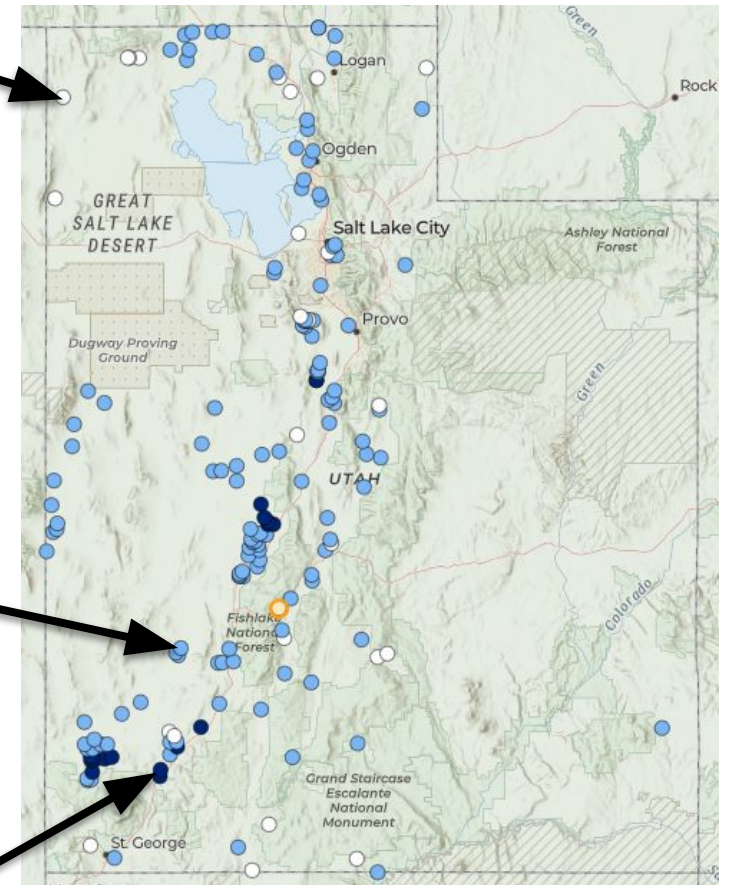 Green
Logan
Rock
Ogden
GREAT
SALT LAKE
DESERT
Salt Lake City
Ashley National
Forest
Provo
Dugway Proving
Ground
Green
UTAH
Colorado
Fishlake
National
Forest
Grand Staircase
Escalante
National
Monument
St. George